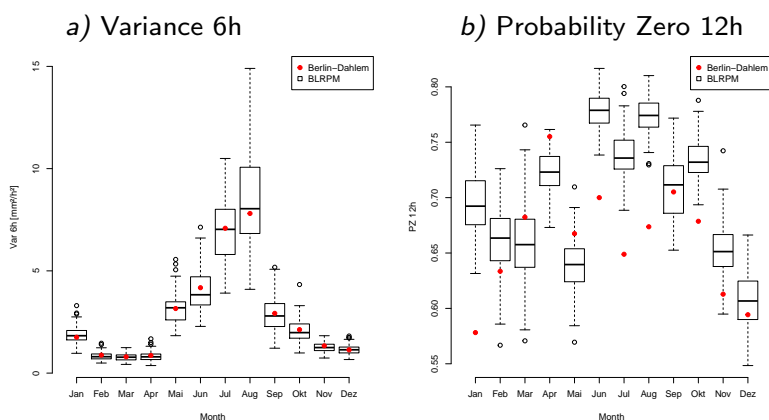 a) Variance 6h
Var 6h [mm²/h²]
0
5
10
15
Berlin−Dahlem
BLRPM
Jan Feb Mar Apr Mai Jun Jul Aug Sep Okt Nov Dez
Month
b) Probability Zero 12h
PZ 12h
0.55
0.60
0.65
0.70
0.75
0.80
Berlin−Dahlem
BLRPM
Jan Feb Mar Apr Mai Jun Jul Aug Sep Okt Nov Dez
Month